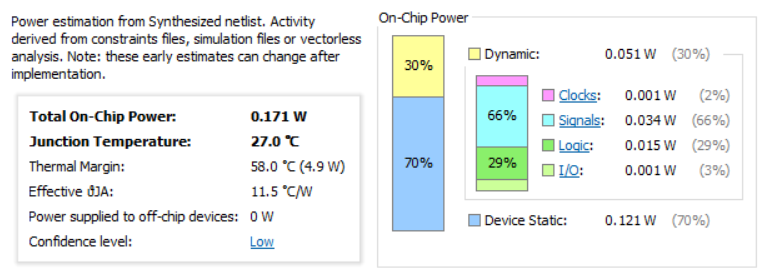 Power estimation from Synthesized netlist. Activity
derived from constraints files, simulation files or vectorless
analysis. Note: these early estimates can change after
implementation.
Total On-Chip Power: 0.171 W
Junction Temperature: 27.0 °C
Thermal Margin: 58.0 °C (4.9 W)
Effective ϑJA: 11.5 °C/W
Power supplied to off-chip devices: 0 W
Confidence level: Low
On-Chip Power
30%
70%
Dynamic: 0.051 W (30%)
66%
29%
Clocks: 0.001 W (2%)
Signals: 0.034 W (66%)
Logic: 0.015 W (29%)
I/O: 0.001 W (3%)
Device Static: 0.121 W (70%)